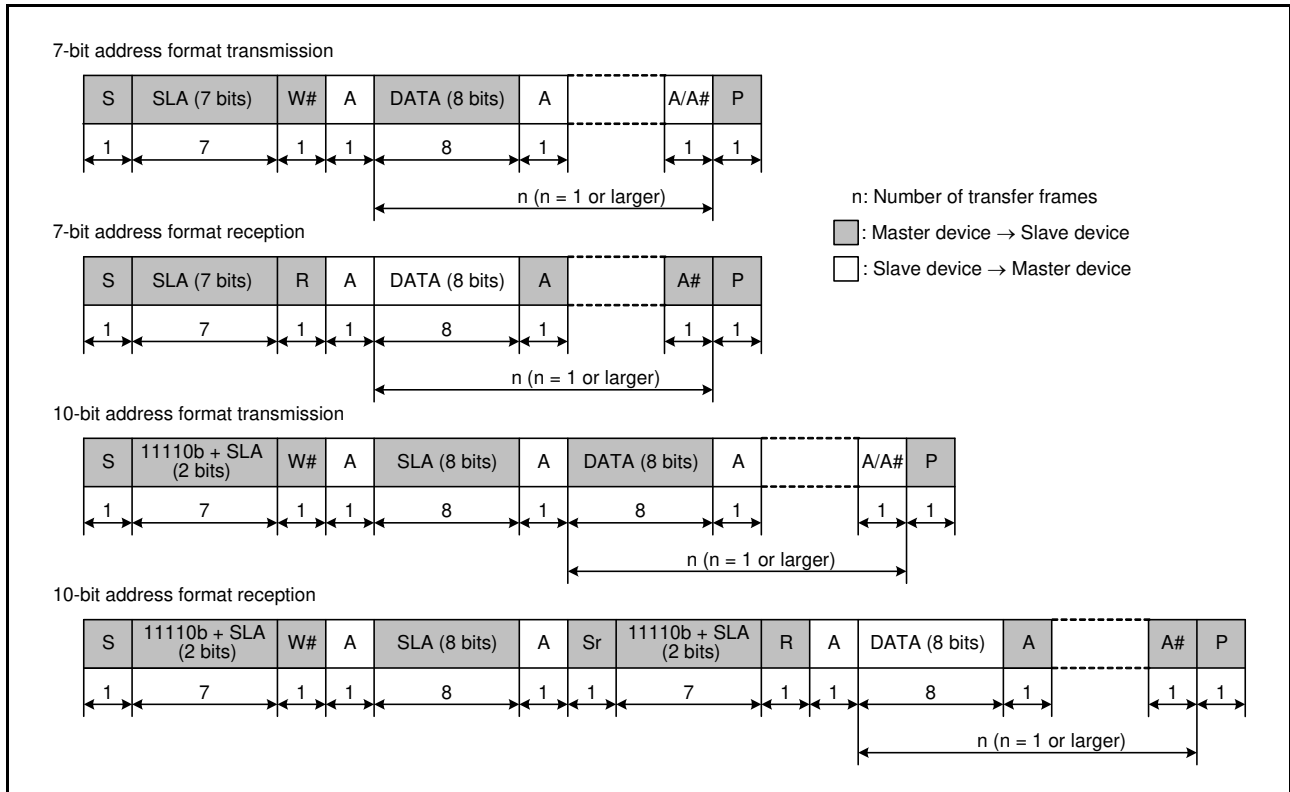 7-bit address format transmission
S SLA (7 bits) W# A DATA (8 bits) A A/A# P
1 7 1 1 8 1 1 1
n (n = 1 or larger)
n: Number of transfer frames
: Master device → Slave device
: Slave device → Master device
7-bit address format reception
S SLA (7 bits) R A DATA (8 bits) A A# P
1 7 1 1 8 1 1 1
n (n = 1 or larger)
10-bit address format transmission
S 11110b + SLA (2 bits) W# A SLA (8 bits) A DATA (8 bits) A A/A# P
1 7 1 1 8 1 8 1 1 1
n (n = 1 or larger)
10-bit address format reception
S 11110b + SLA (2 bits) W# A SLA (8 bits) A Sr 11110b + SLA (2 bits) R A DATA (8 bits) A A# P
1 7 1 1 8 1 1 7 1 1 8 1 1 1
n (n = 1 or larger)